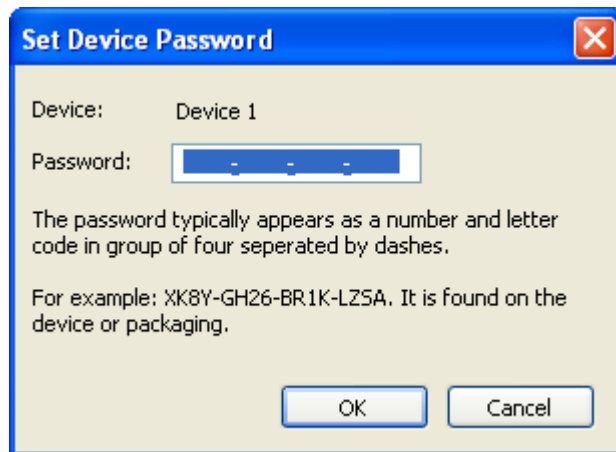 Set Device Password
Device: Device 1
Password: - - -
The password typically appears as a number and letter
code in group of four seperated by dashes.
For example: XK8Y-GH26-BR1K-LZSA. It is found on the
device or packaging.
OK Cancel